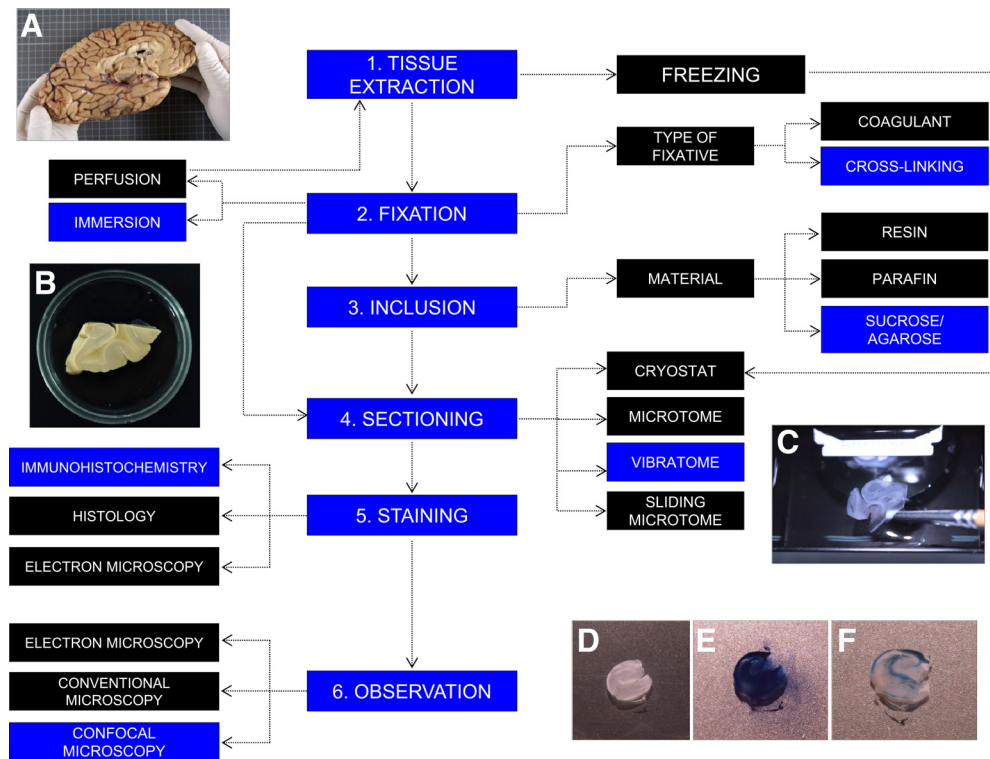 A
1. TISSUE
EXTRACTION
FREEZING
TYPE OF
FIXATIVE
COAGULANT
CROSS-LINKING
PERFUSION
IMMERSION
2. FIXATION
RESIN
MATERIAL
PARAFIN
SUCROSE/
AGAROSE
B
3. INCLUSION
CRYOSTAT
4. SECTIONING
MICROTOME
VIBRATOME
SLIDING
MICROTOME
C
IMMUNOHISTOCHEMISTRY
HISTOLOGY
ELECTRON MICROSCOPY
5. STAINING
ELECTRON MICROSCOPY
CONVENTIONAL
MICROSCOPY
CONFOCAL
MICROSCOPY
6. OBSERVATION
D
E
F